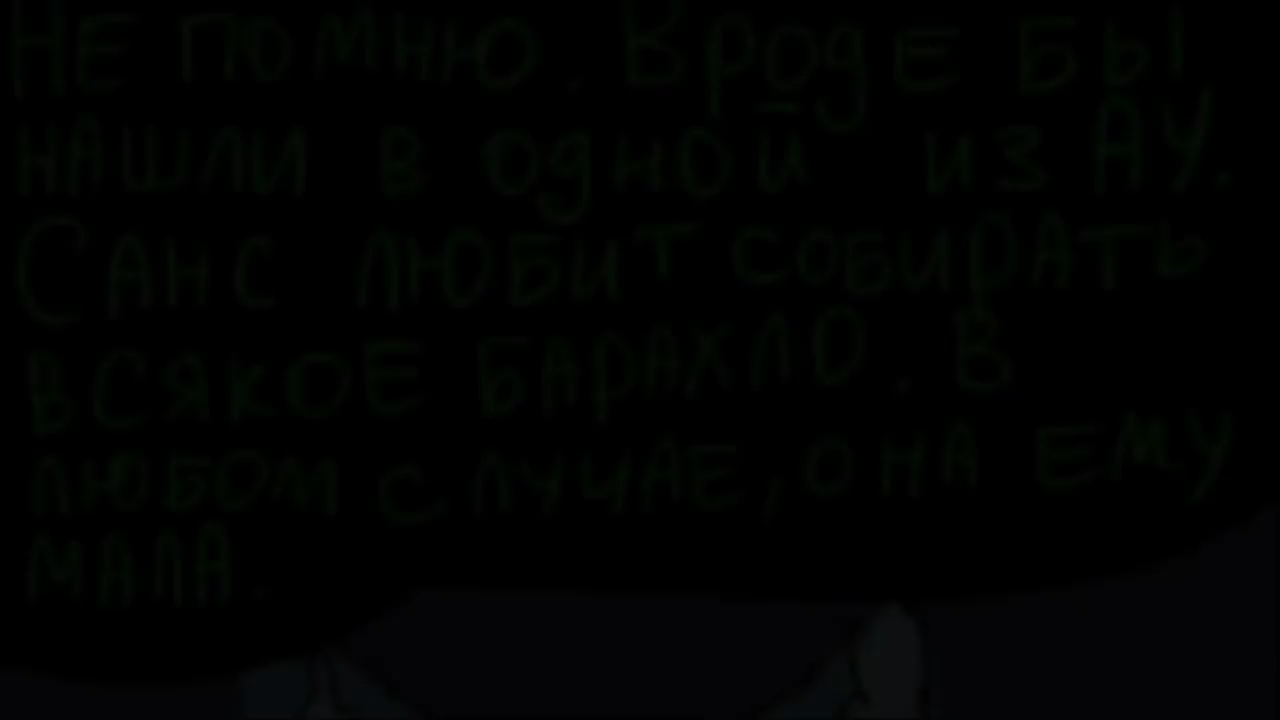 Не помню. Вроде бы
нашли в одной из АУ.
Санс любит собирать
всякое барахло. В
любом случае, она ему
мала.